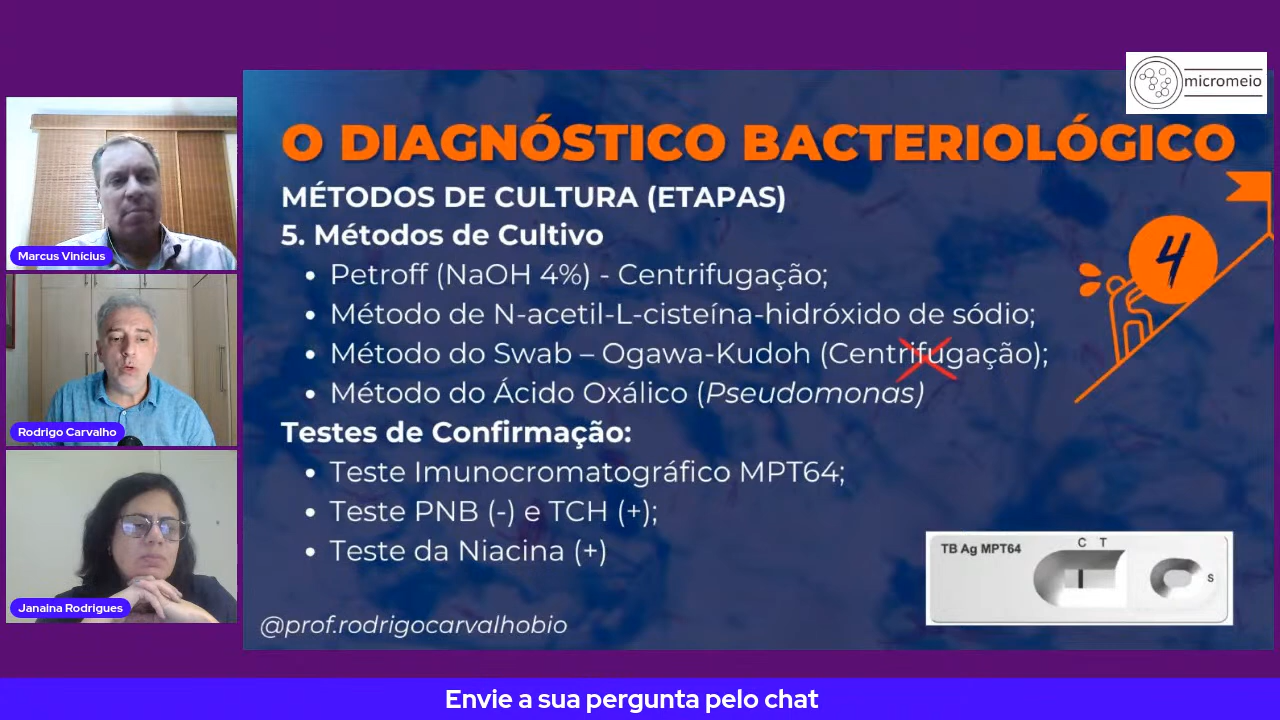 micromeio
O DIAGNÓSTICO BACTERIOLÓGICO
MÉTODOS DE CULTURA (ETAPAS)
5. Métodos de Cultivo
• Petroff (NaOH 4%) - Centrifugação;
• Método de N-acetil-L-cisteína-hidróxido de sódio;
• Método do Swab – Ogawa-Kudoh (Centrifugação);
• Método do Ácido Oxálico (Pseudomonas)
Testes de Confirmação:
• Teste Imunocromatográfico MPT64;
• Teste PNB (-) e TCH (+);
• Teste da Niacina (+)
4
TB Ag MPT64
C T
S
@prof.rodrigocarvalhobio
Marcus Vinícius
Rodrigo Carvalho
Janaina Rodrigues
Envie a sua pergunta pelo chat